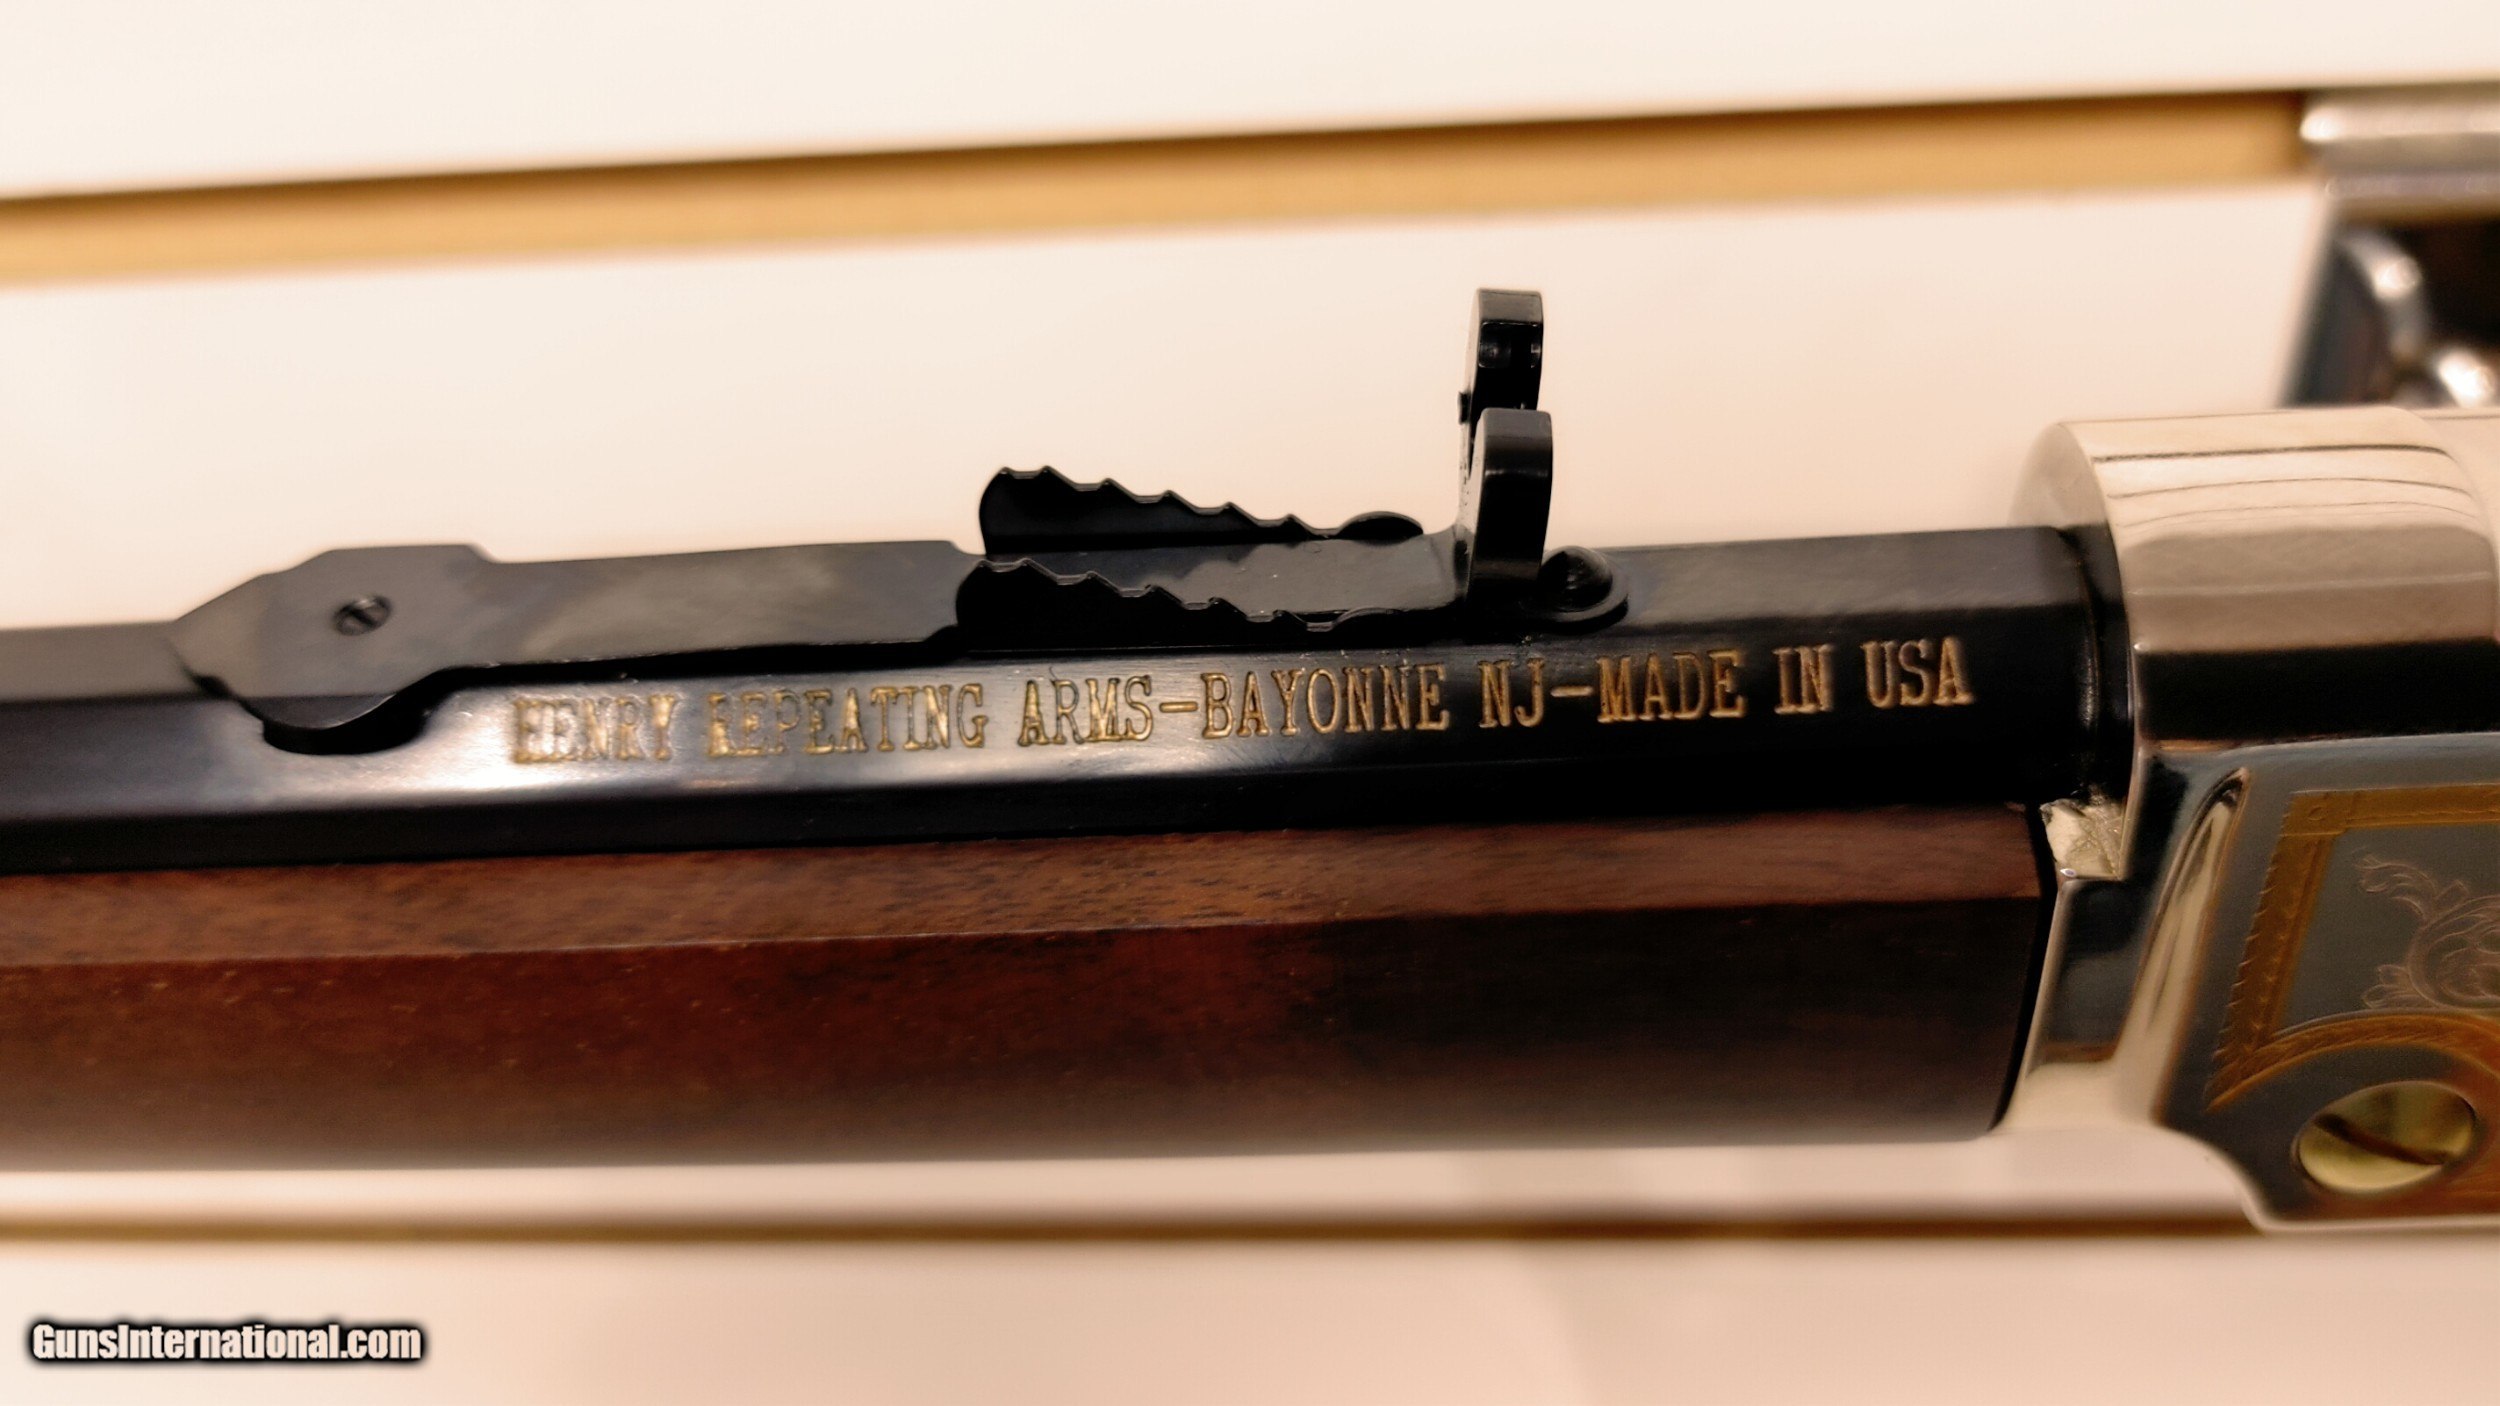 HENRY REPEATING ARMS-BAYONNE NJ-MADE IN USA
GunsInternational.com